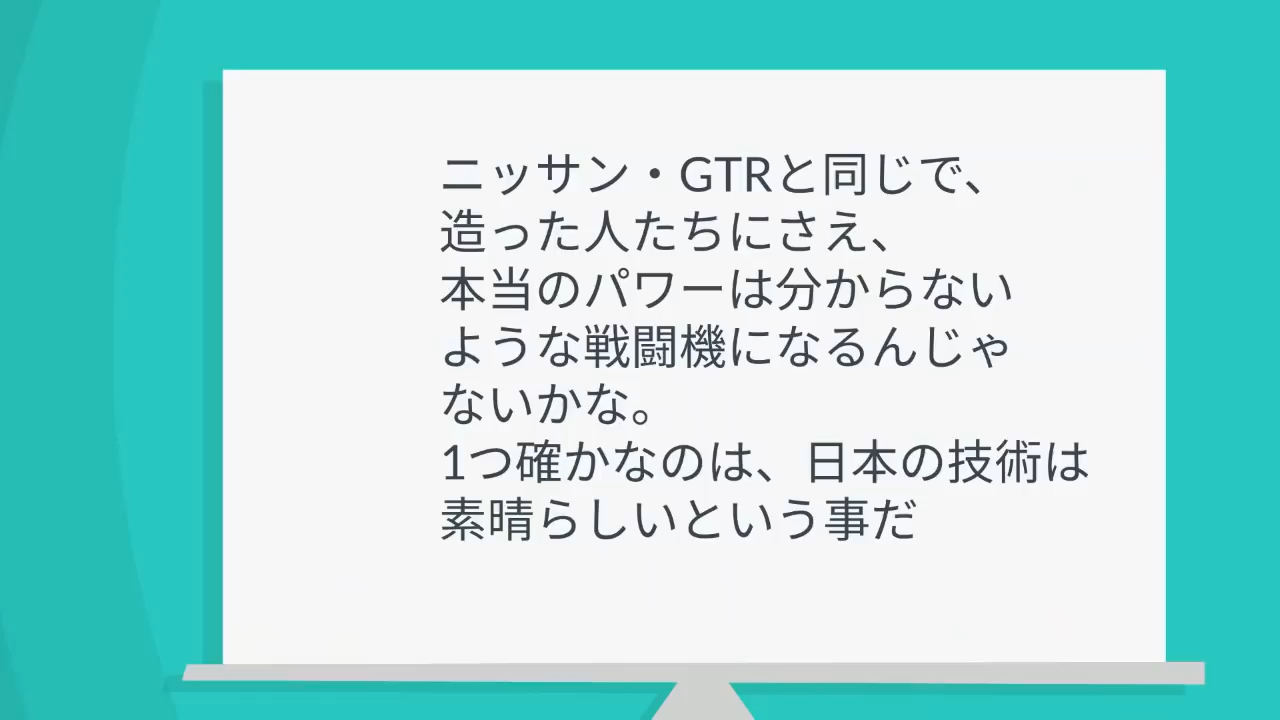 ニッサン・GTRと同じで、
造った人たちにさえ、
本当のパワーは分からない
ような戦闘機になるんじゃ
ないかな。
1つ確かなのは、日本の技術は
素晴らしいという事だ